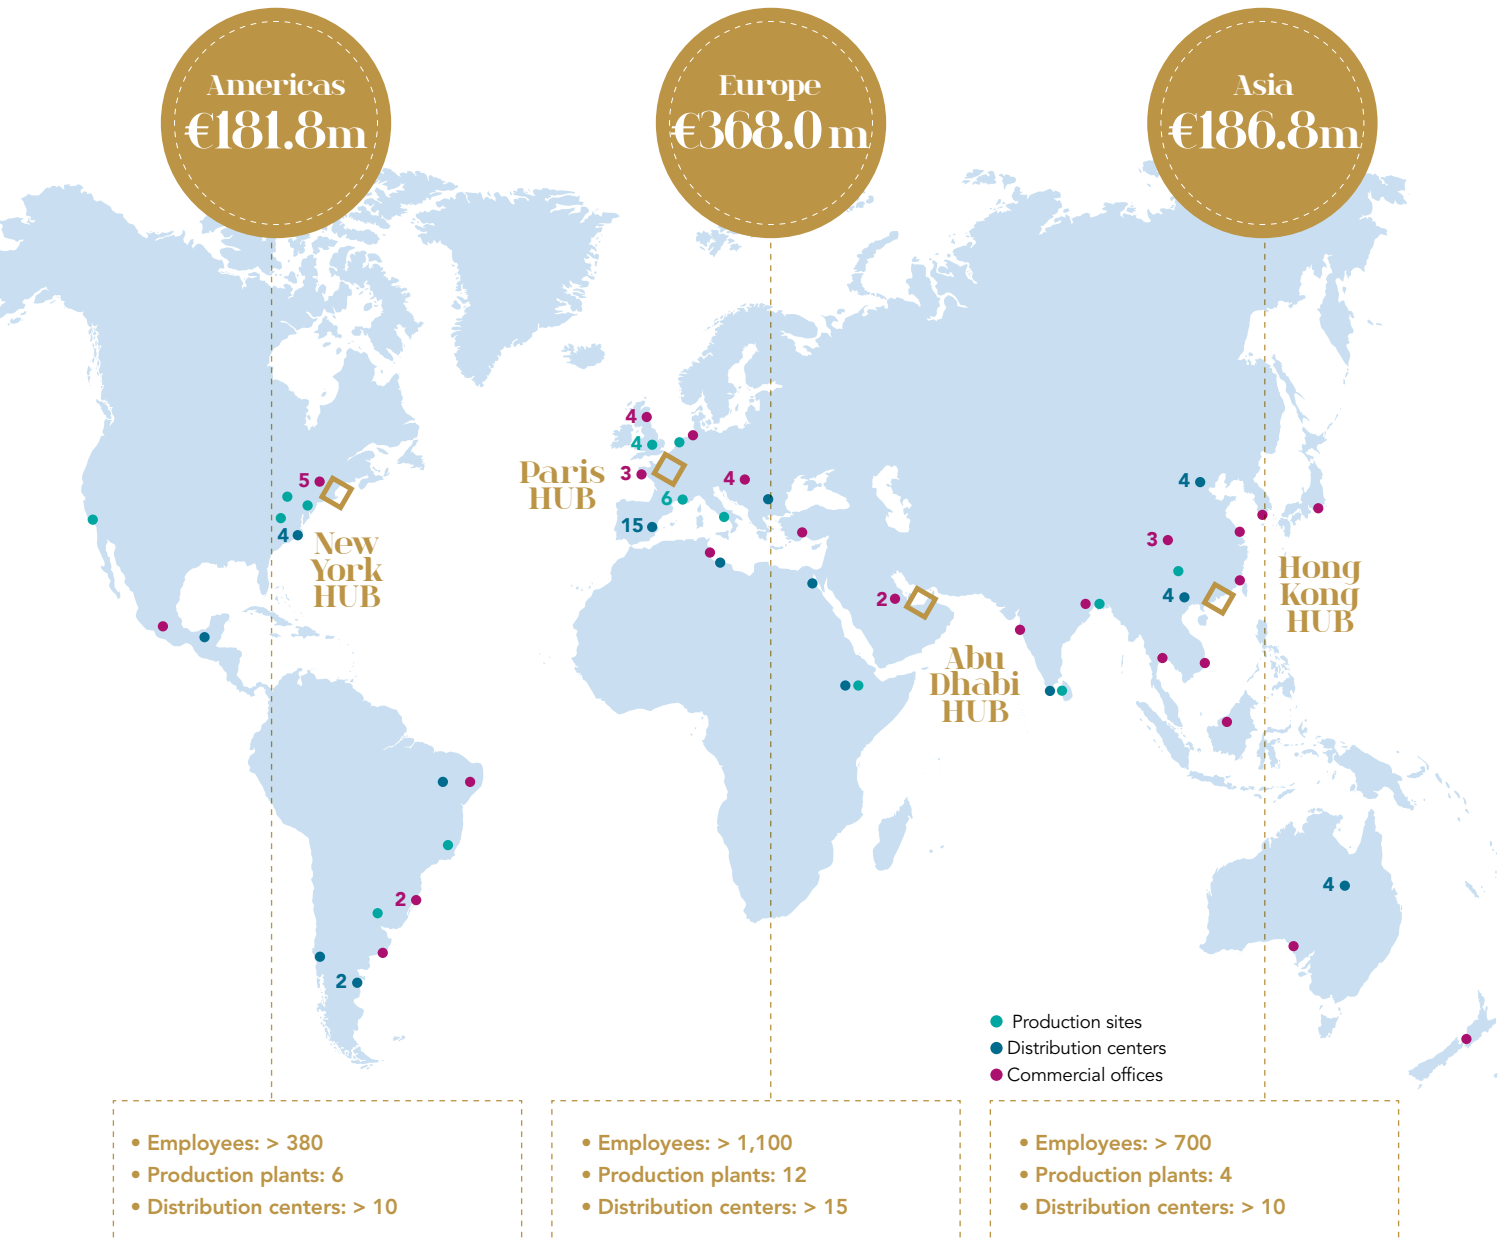 Americas
€181.8m
Europe
€368.0 m
Asia
€186.8m
4
4
Paris
HUB
3
6
15
4
5
4
New
York
HUB
2
Abu
Dhabi
HUB
4
3
4
Hong
Kong
HUB
2
2
4
Production sites
Distribution centers
Commercial offices
• Employees: > 380
• Production plants: 6
• Distribution centers: > 10
• Employees: > 1,100
• Production plants: 12
• Distribution centers: > 15
• Employees: > 700
• Production plants: 4
• Distribution centers: > 10